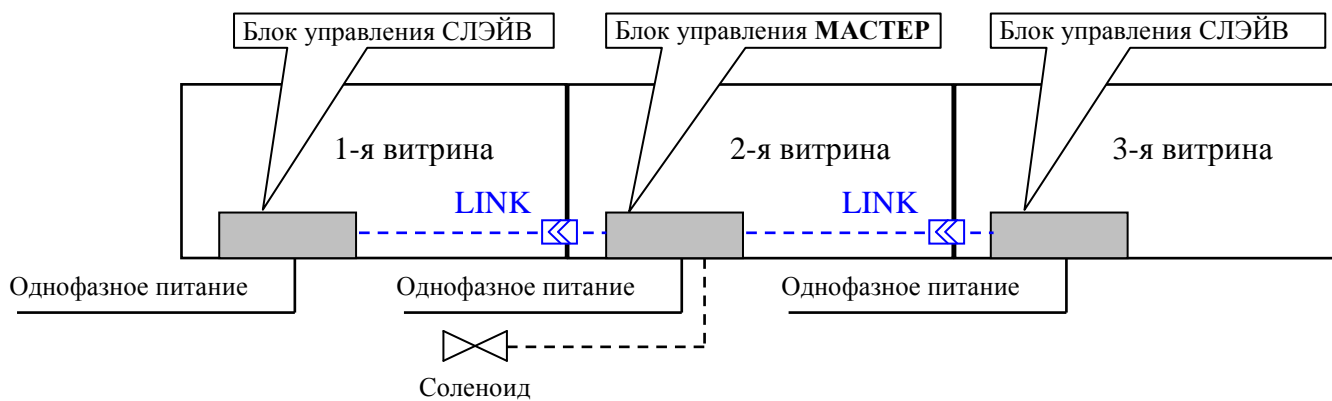 Блок управления СЛЭЙВ
Блок управления МАСТЕР
Блок управления СЛЭЙВ
1-я витрина
2-я витрина
3-я витрина
LINK
LINK
Однофазное питание
Однофазное питание
Однофазное питание
Соленоид